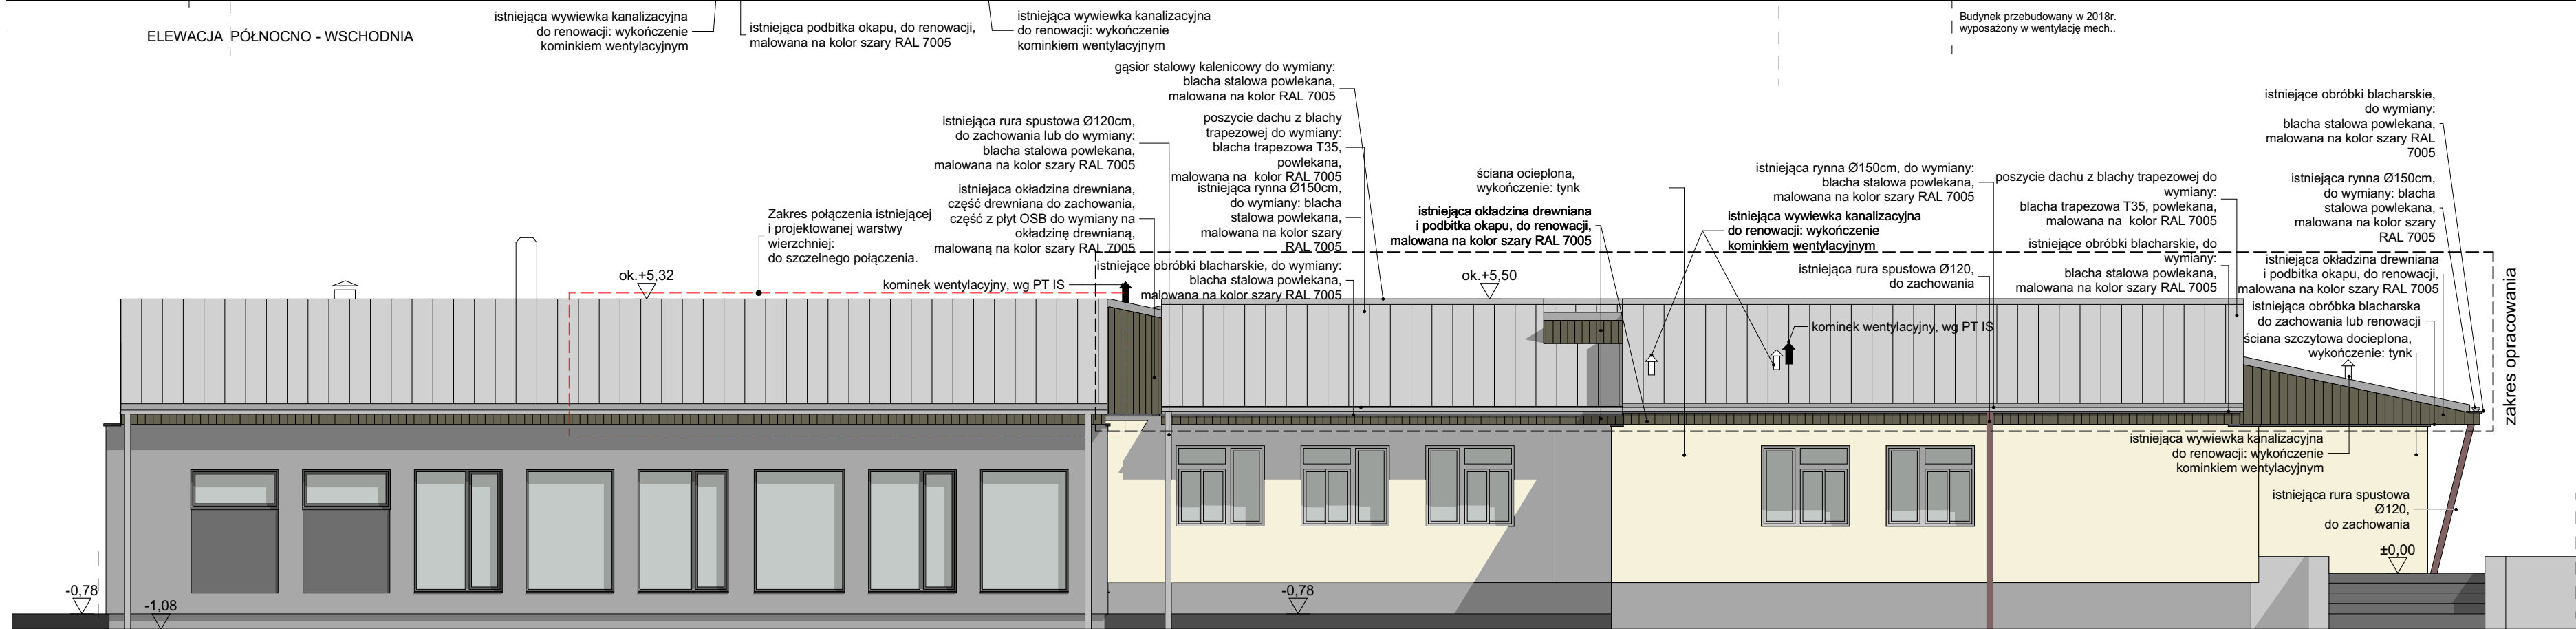 ELEWACJA PÓŁNOCNO - WSCHODNIA
istniejąca wywiewka kanalizacyjna
do renowacji: wykończenie
kominkiem wentylacyjnym
istniejąca podbitka okapu, do renowacji,
malowana na kolor szary RAL 7005
istniejąca wywiewka kanalizacyjna
do renowacji: wykończenie
kominkiem wentylacyjnym
Budynek przebudowany w 2018r.
wyposażony w wentylację mech..
gąsior stalowy kalenicowy do wymiany:
blacha stalowa powlekana,
malowana na kolor RAL 7005
istniejąca rura spustowa Ø120cm,
do zachowania lub do wymiany:
blacha stalowa powlekana,
malowana na kolor szary RAL 7005
poszycie dachu z blachy
trapezowej do wymiany:
blacha trapezowa T35,
powlekana,
malowana na kolor RAL 7005
istniejaca okładzina drewniana,
część drewniana do zachowania,
część z płyt OSB do wymiany na
okładzinę drewnianą,
malowaną na kolor szary RAL 7005
istniejąca rynna Ø150cm,
do wymiany: blacha
stalowa powlekana,
malowana na kolor szary
RAL 7005
Zakres połączenia istniejącej
i projektowanej warstwy
wierzchniej:
do szczelnego połączenia.
kominek wentylacyjny, wg PT IS
istniejące obróbki blacharskie, do wymiany:
blacha stalowa powlekana,
malowana na kolor szary RAL 7005
ściana ocieplona,
wykończenie: tynk
istniejąca okładzina drewniana
i podbitka okapu, do renowacji,
malowana na kolor szary RAL 7005
istniejąca wywiewka kanalizacyjna
do renowacji: wykończenie
kominkiem wentylacyjnym
istniejąca rynna Ø150cm, do wymiany:
blacha stalowa powlekana,
malowana na kolor szary RAL 7005
istniejąca rura spustowa Ø120,
do zachowania
kominek wentylacyjny, wg PT IS
poszycie dachu z blachy trapezowej do
wymiany:
blacha trapezowa T35, powlekana,
malowana na kolor RAL 7005
istniejące obróbki blacharskie, do
wymiany:
blacha stalowa powlekana,
malowana na kolor szary RAL 7005
istniejące obróbki blacharskie,
do wymiany:
blacha stalowa powlekana,
malowana na kolor szary RAL
7005
istniejąca rynna Ø150cm,
do wymiany: blacha
stalowa powlekana,
malowana na kolor szary
RAL 7005
istniejąca okładzina drewniana
i podbitka okapu, do renowacji,
malowana na kolor szary RAL 7005
istniejąca obróbka blacharska
do zachowania lub renowacji
ściana szczytowa docieplona,
wykończenie: tynk
istniejąca wywiewka kanalizacyjna
do renowacji: wykończenie
kominkiem wentylacyjnym
istniejąca rura spustowa
Ø120,
do zachowania
zakres opracowania
ok.+5,32
ok.+5,50
±0,00
-0,78
-1,08
-0,78